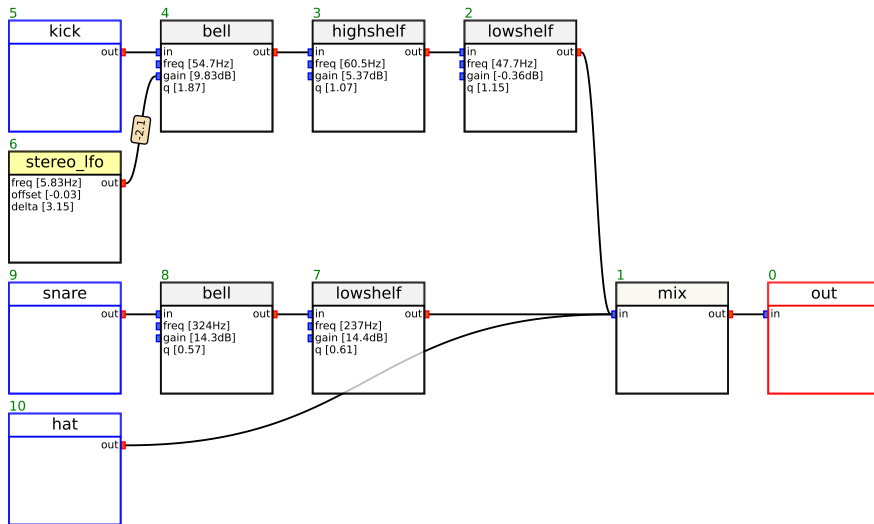 5
kick
out
4
bell
in out
freq [54.7Hz]
gain [9.83dB]
q [1.87]
3
highshelf
in out
freq [60.5Hz]
gain [5.37dB]
q [1.07]
2
lowshelf
in out
freq [47.7Hz]
gain [-0.36dB]
q [1.15]
-2.1
6
stereo_lfo
freq [5.83Hz] out
offset [-0.03]
delta [3.15]
9
snare
out
8
bell
in out
freq [324Hz]
gain [14.3dB]
q [0.57]
7
lowshelf
in out
freq [237Hz]
gain [14.4dB]
q [0.61]
1
mix
in out
0
out
in
10
hat
out